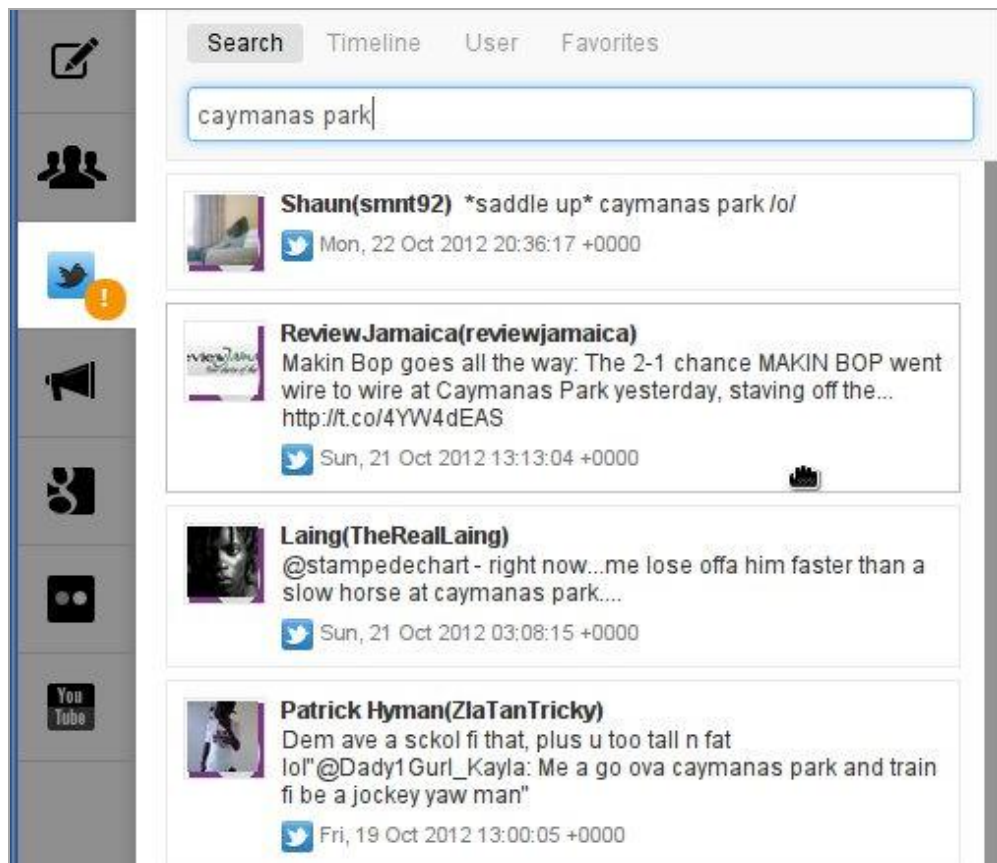 Search Timeline User Favorites
caymanas park
Shaun(smnt92) *saddle up* caymanas park /o/
Mon, 22 Oct 2012 20:36:17 +0000
!
ReviewJamaica(reviewjamaica)
Makin Bop goes all the way: The 2-1 chance MAKIN BOP went
wire to wire at Caymanas Park yesterday, staving off the...
http://t.co/4YW4dEAS
Sun, 21 Oct 2012 13:13:04 +0000
g
Laing(TheRealLaing)
@stampedechart - right now...me lose offa him faster than a
slow horse at caymanas park....
Sun, 21 Oct 2012 03:08:15 +0000
You
Tube
Patrick Hyman(ZlaTanTricky)
Dem ave a sckol fi that, plus u too tall n fat
lol"@Dady1Gurl_Kayla: Me a go ova caymanas park and train
fi be a jockey yaw man"
Fri, 19 Oct 2012 13:00:05 +0000